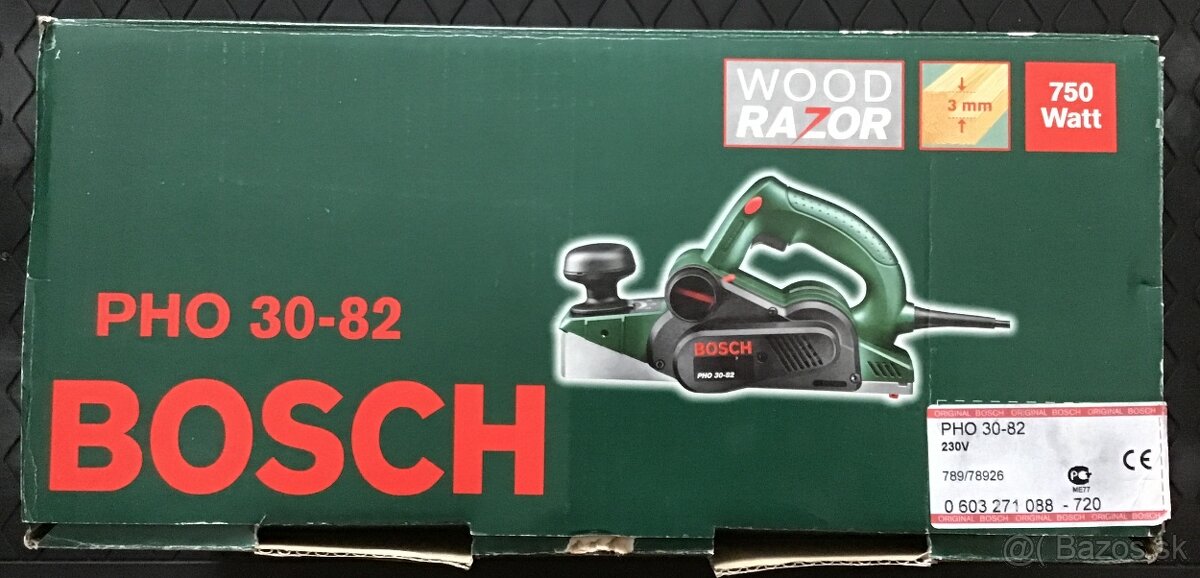 WOOD
RAZOR
3 mm
750
Watt
PHO 30-82
BOSCH
BOSCH
PHO 30-82
ORIGINAL BOSCH ORIGINAL BOSCH ORIGINAL BOSCH
PHO 30-82
230V
789/78926
PG
ME77
CE
0 603 271 088 - 720
ORIGINAL BOSCH ORIGINAL BOSCH ORIGINAL BOSCH
@( Bazos.sk